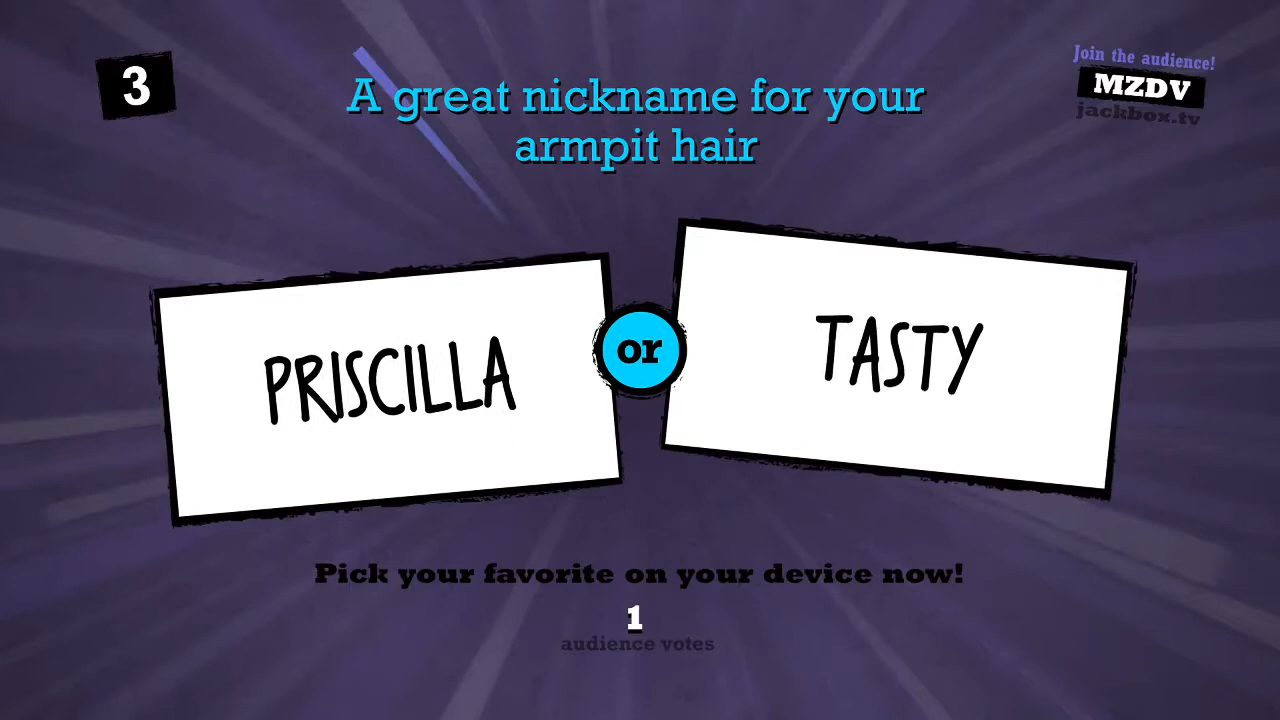 3
A great nickname for your
armpit hair
Join the audience!
MZDV
jackbox.tv
PRISCILLA
or
TASTY
Pick your favorite on your device now!
1
audience votes